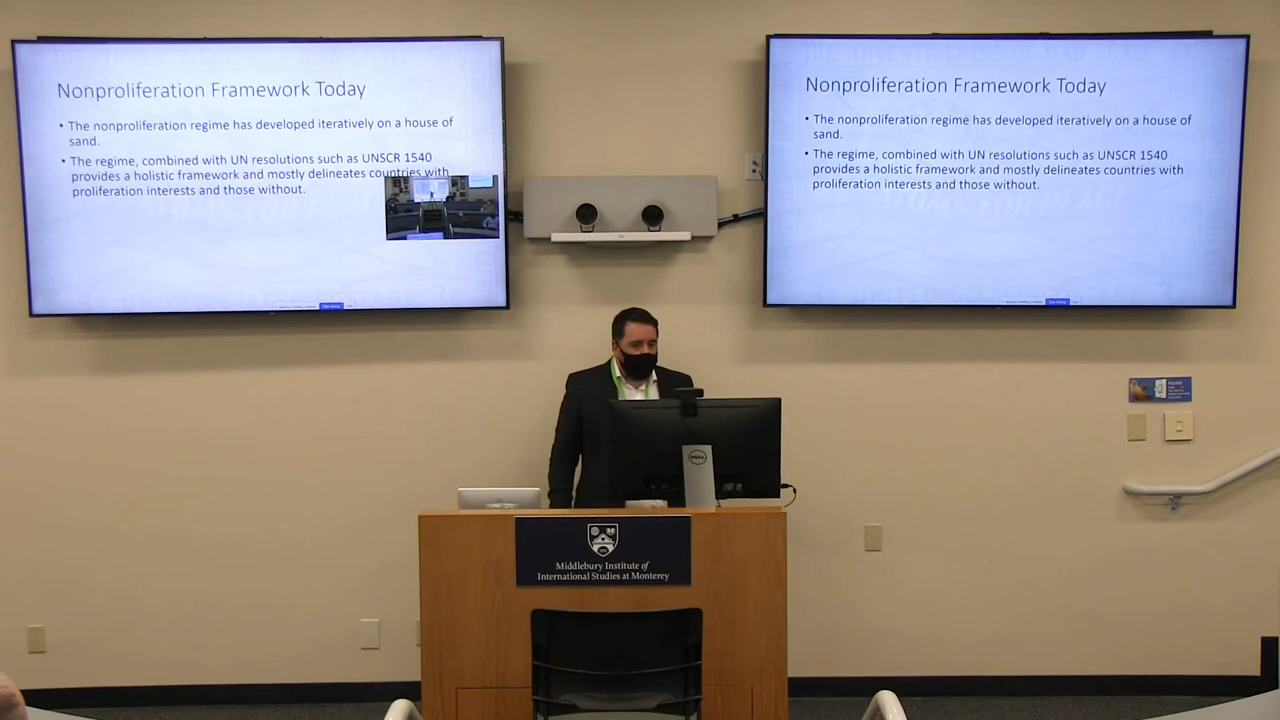 Nonproliferation Framework Today
• The nonproliferation regime has developed iteratively on a house of
sand.
• The regime, combined with UN resolutions such as UNSCR 1540
provides a holistic framework and mostly delineates countries with
proliferation interests and those without.
Nonproliferation Framework Today
• The nonproliferation regime has developed iteratively on a house of
sand.
• The regime, combined with UN resolutions such as UNSCR 1540
provides a holistic framework and mostly delineates countries with
proliferation interests and those without.
DELL
Middlebury Institute of
International Studies at Monterey